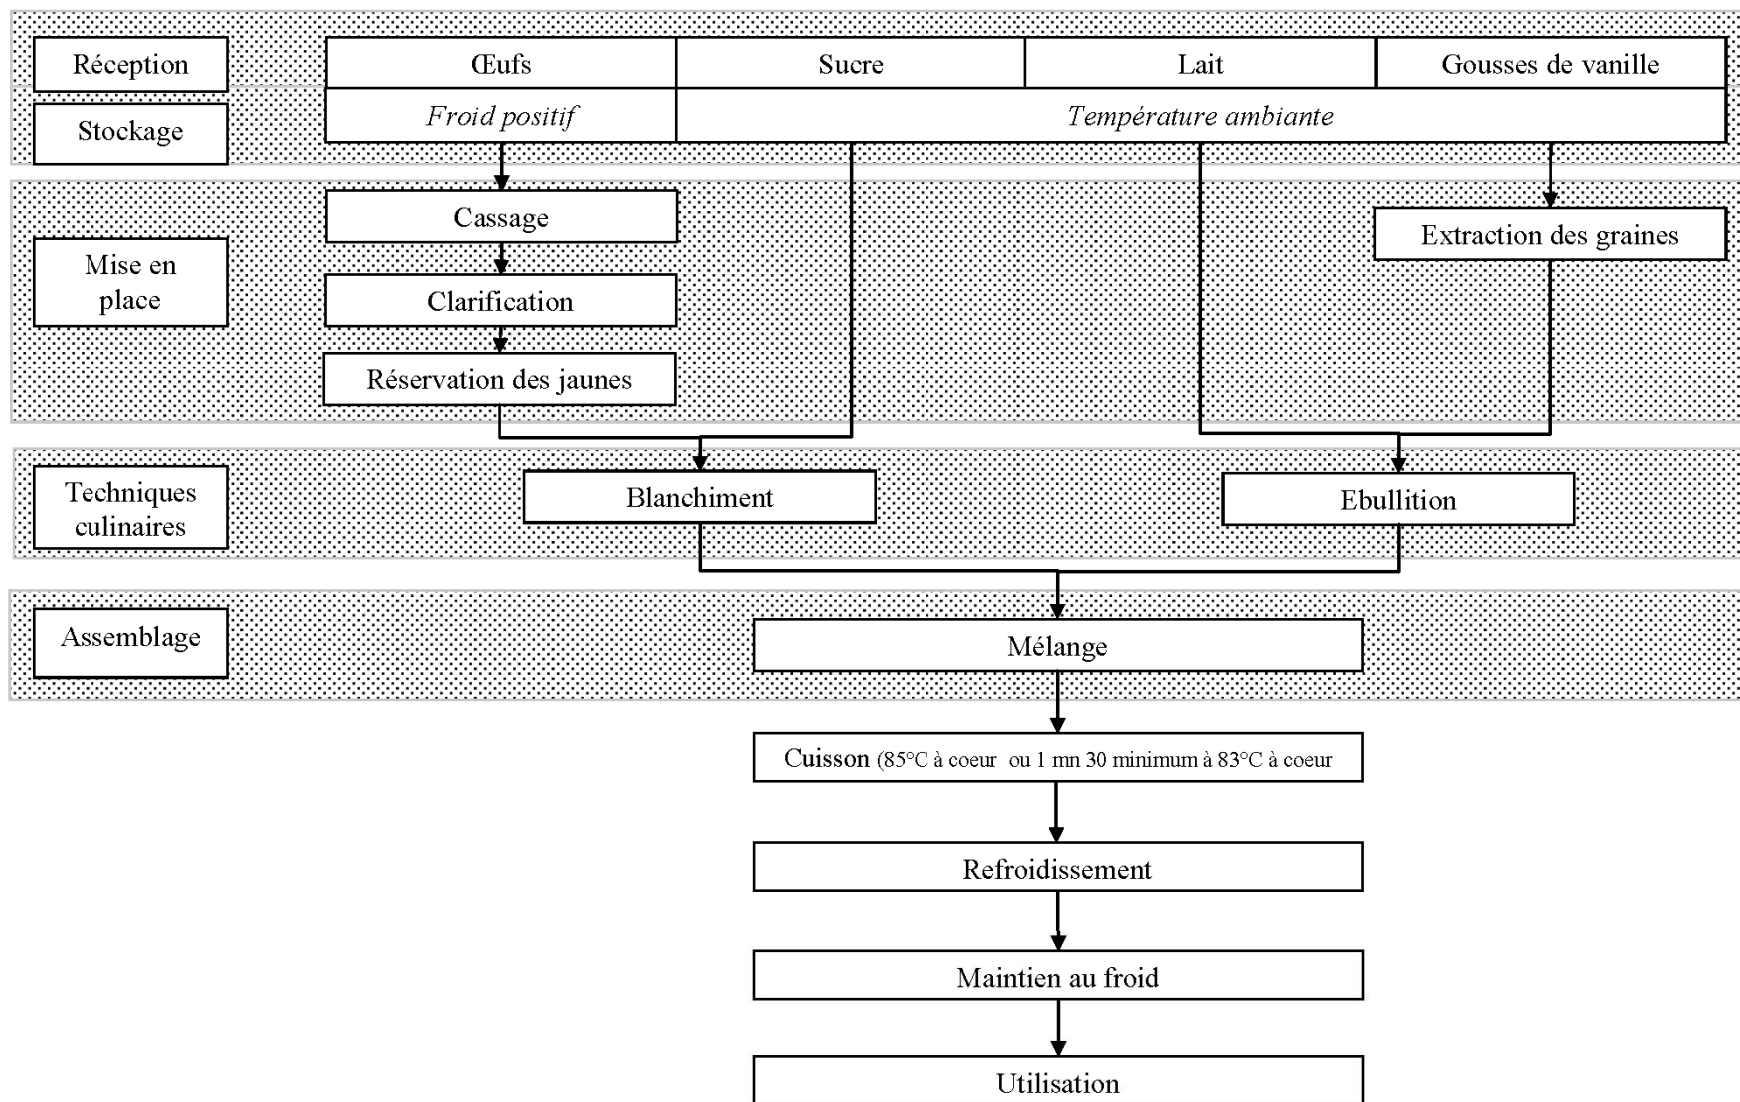 Réception
Œufs
Sucre
Lait
Gousses de vanille
Stockage
Froid positif
Température ambiante
Cassage
Extraction des graines
Mise en
place
Clarification
Réservation des jaunes
Techniques
culinaires
Blanchiment
Ebullition
Assemblage
Mélange
Cuisson (85°C à coeur ou 1 mn 30 minimum à 83°C à coeur
Refroidissement
Maintien au froid
Utilisation